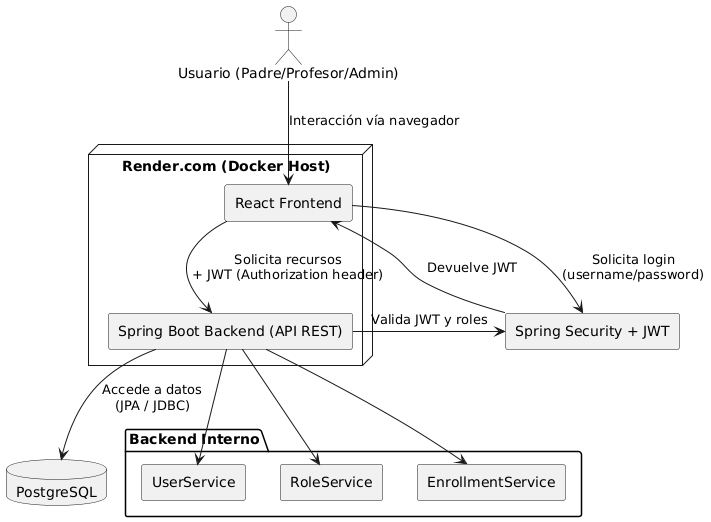 Usuario (Padre/Profesor/Admin)
Interacción vía navegador
Render.com (Docker Host)
React Frontend
Solicita recursos
+ JWT (Authorization header)
Devuelve JWT
Solicita login
(username/password)
Spring Boot Backend (API REST)
Valida JWT y roles
Spring Security + JWT
Accede a datos
(JPA / JDBC)
Backend Interno
PostgreSQL
UserService
RoleService
EnrollmentService